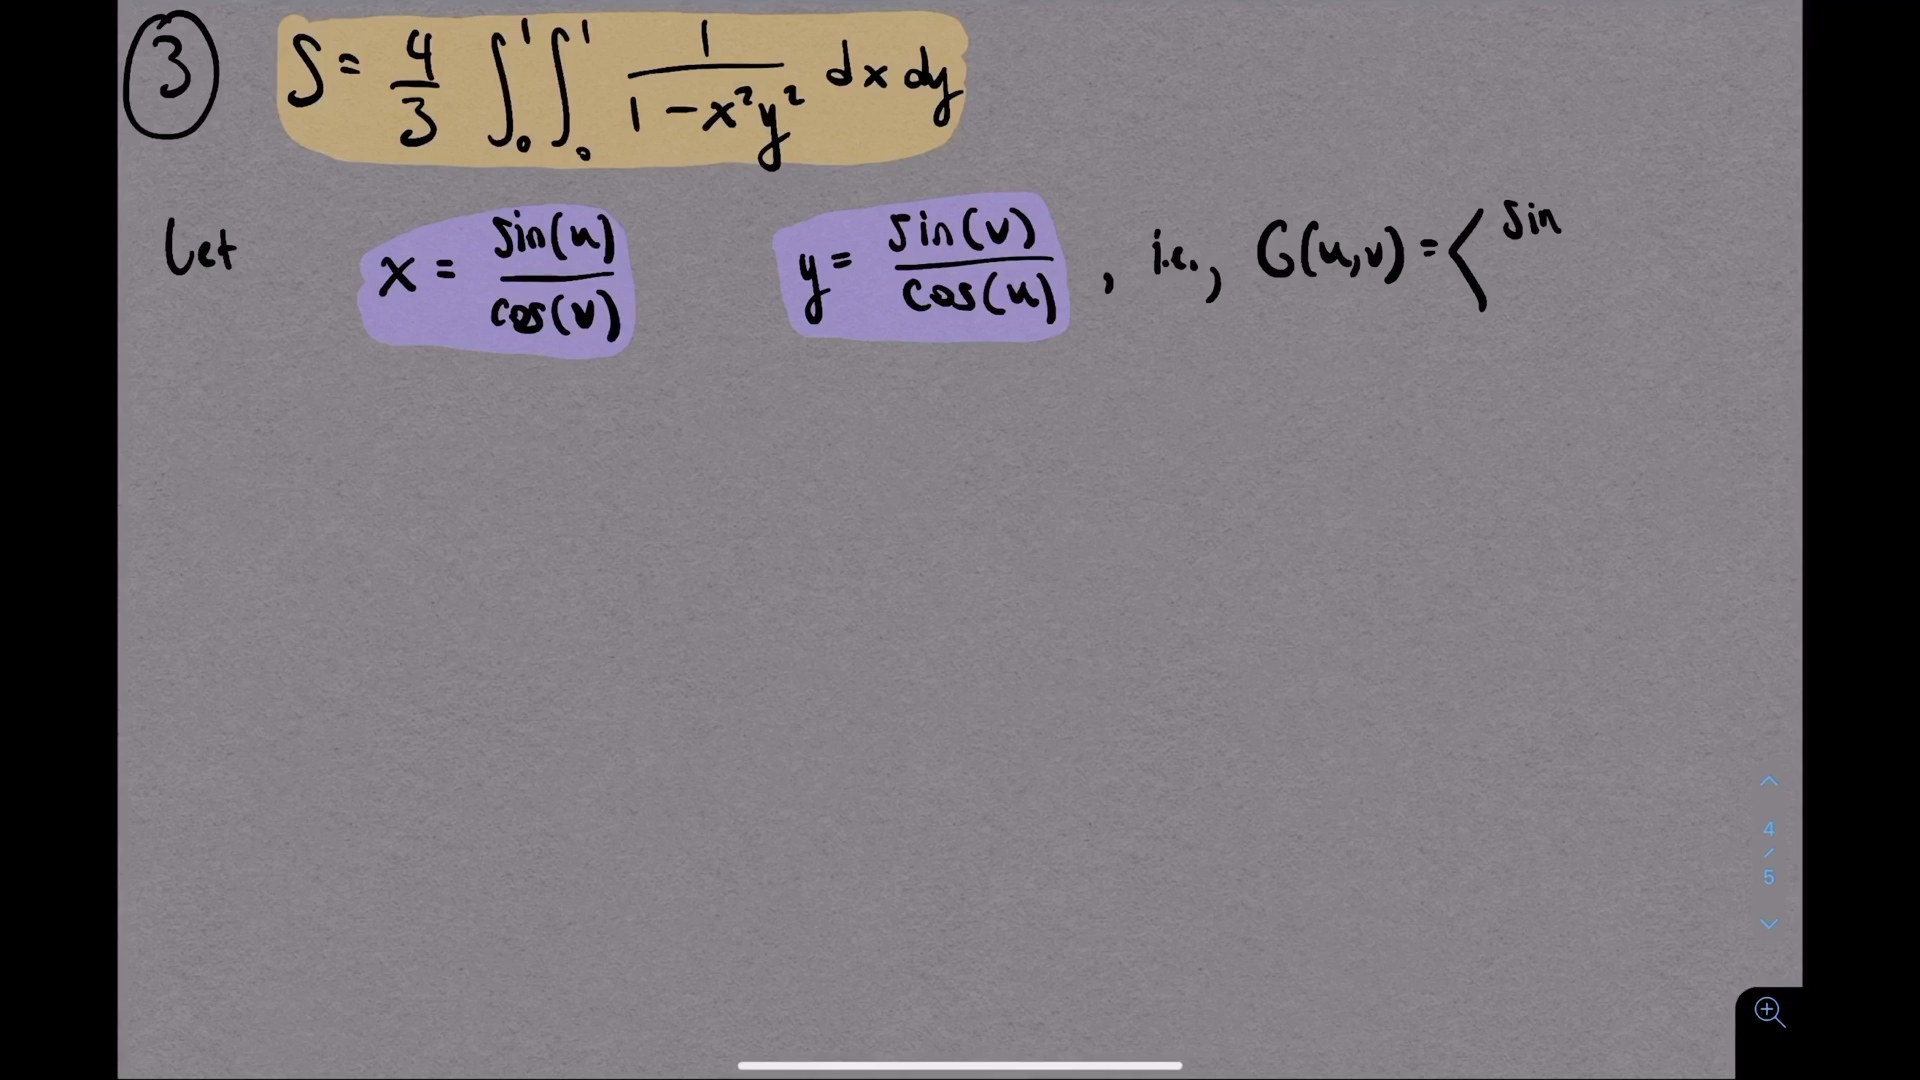 3 S = 4/3 ∫₀¹ ∫₀¹ 1/(1 - x²y²) dx dy
Let x = sin(u)/cos(v) y = sin(v)/cos(u) , i.e., G(u,v) = ⟨ sin
4
/
5